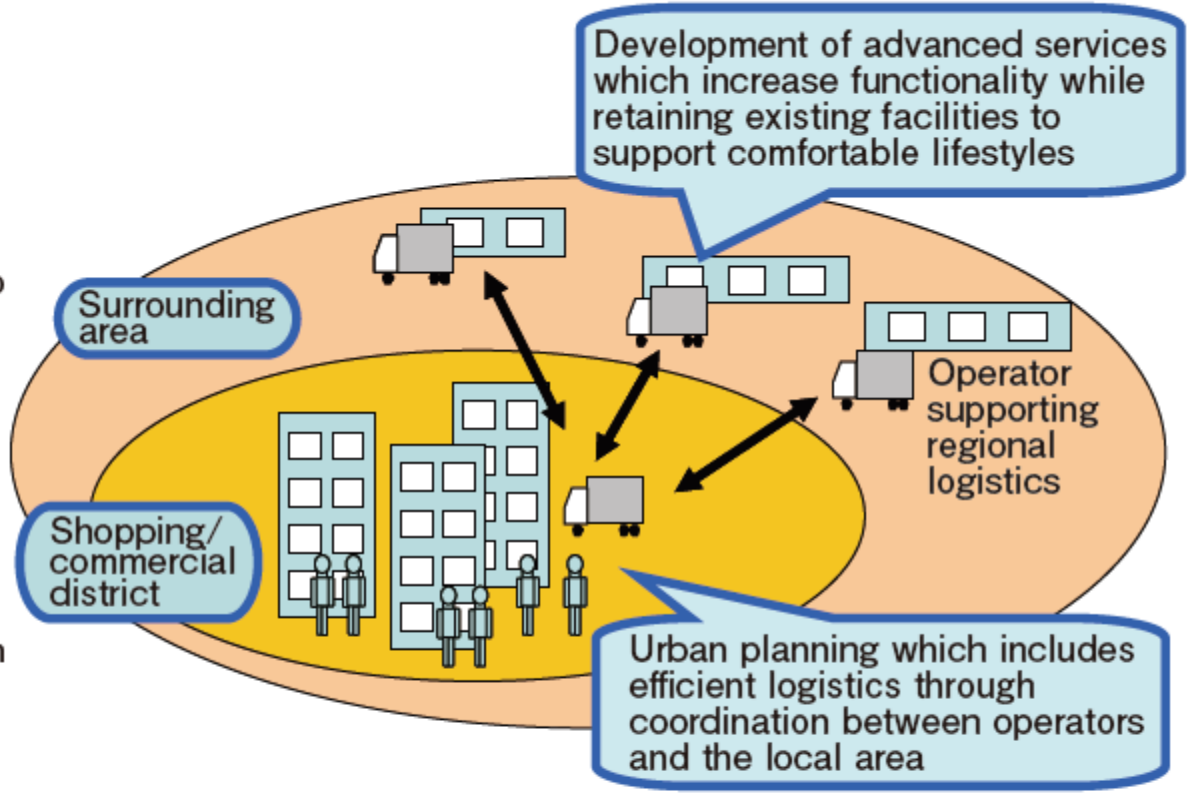 Development of advanced services
which increase functionality while
retaining existing facilities to
support comfortable lifestyles
Surrounding
area
Operator
supporting
regional
logistics
Shopping/
commercial
district
Urban planning which includes
efficient logistics through
coordination between operators
and the local area